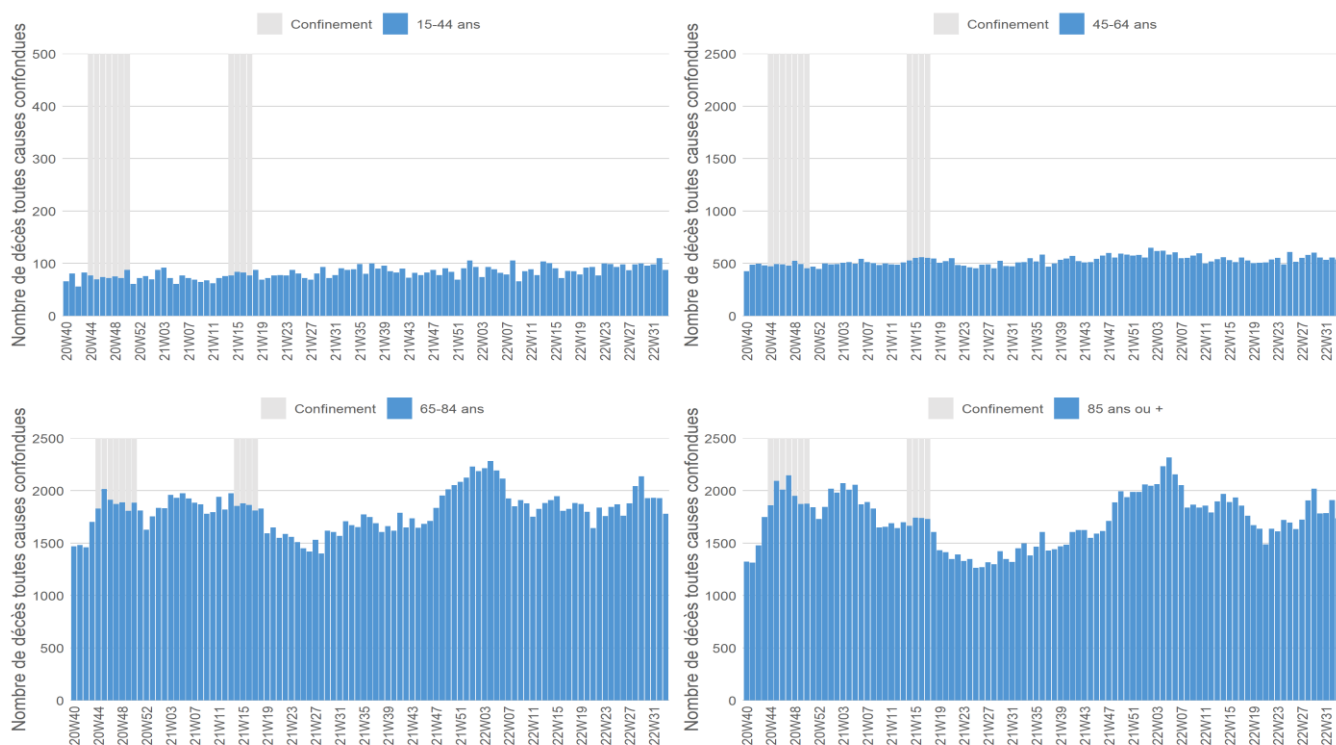 Confinement 15-44 ans
Nombre de décès toutes causes confondues
500
400
300
200
100
0
20W40 20W44 20W48 20W52 21W03 21W07 21W11 21W15 21W19 21W23 21W27 21W31 21W35 21W39 21W43 21W47 21W51 22W03 22W07 22W11 22W15 22W19 22W23 22W27 22W31
Confinement 45-64 ans
Nombre de décès toutes causes confondues
2500
2000
1500
1000
500
0
20W40 20W44 20W48 20W52 21W03 21W07 21W11 21W15 21W19 21W23 21W27 21W31 21W35 21W39 21W43 21W47 21W51 22W03 22W07 22W11 22W15 22W19 22W23 22W27 22W31
Confinement 65-84 ans
Nombre de décès toutes causes confondues
2500
2000
1500
1000
500
0
20W40 20W44 20W48 20W52 21W03 21W07 21W11 21W15 21W19 21W23 21W27 21W31 21W35 21W39 21W43 21W47 21W51 22W03 22W07 22W11 22W15 22W19 22W23 22W27 22W31
Confinement 85 ans ou +
Nombre de décès toutes causes confondues
2500
2000
1500
1000
500
0
20W40 20W44 20W48 20W52 21W03 21W07 21W11 21W15 21W19 21W23 21W27 21W31 21W35 21W39 21W43 21W47 21W51 22W03 22W07 22W11 22W15 22W19 22W23 22W27 22W31